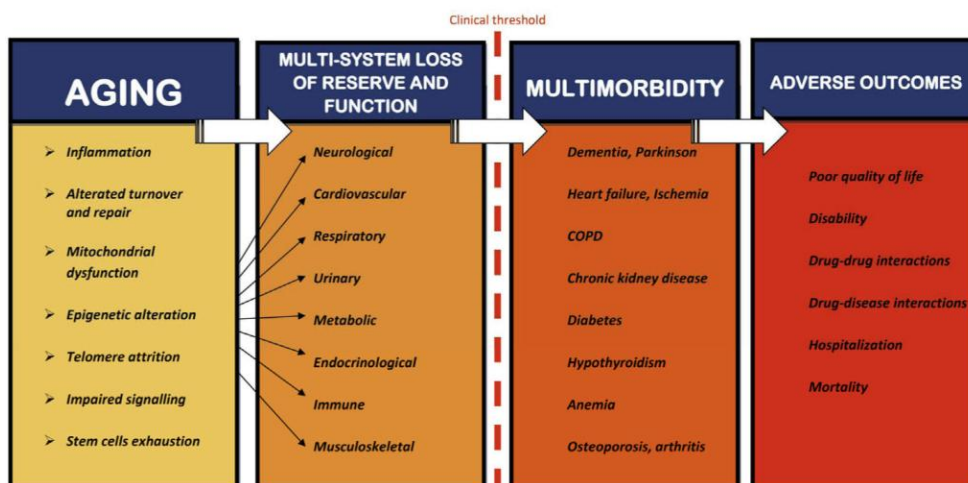 Clinical threshold
AGING
Inflammation
Alterated turnover
and repair
Mitochondrial
dysfunction
Epigenetic alteration
Telomere attrition
Impaired signalling
Stem cells exhaustion
MULTI-SYSTEM LOSS
OF RESERVE AND
FUNCTION
Neurological
Cardiovascular
Respiratory
Urinary
Metabolic
Endocrinological
Immune
Musculoskeletal
MULTIMORBIDITY
Dementia, Parkinson
Heart failure, Ischemia
COPD
Chronic kidney disease
Diabetes
Hypothyroidism
Anemia
Osteoporosis, arthritis
ADVERSE OUTCOMES
Poor quality of life
Disability
Drug-drug interactions
Drug-disease interactions
Hospitalization
Mortality